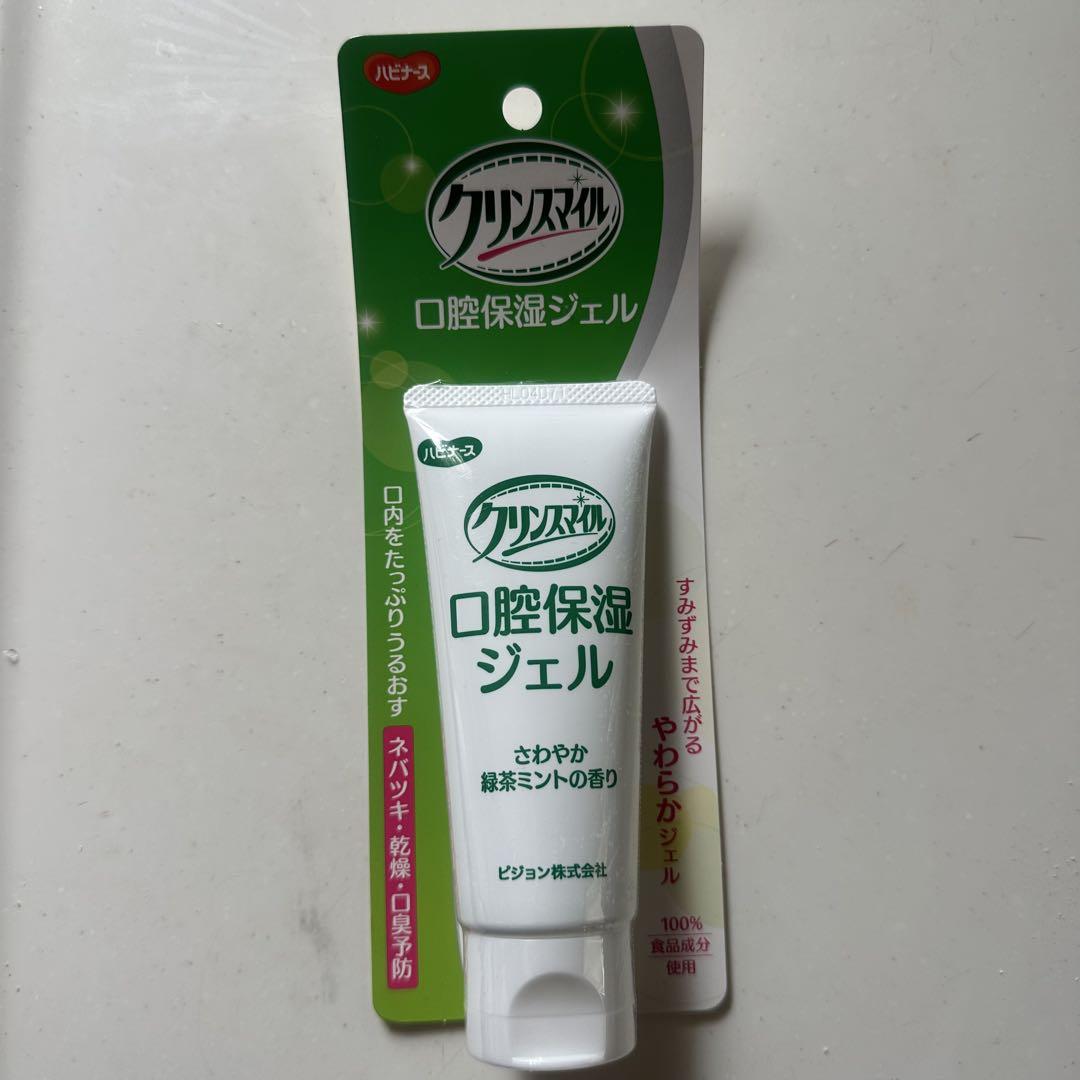 ハビナース
クリンスマイル
口腔保湿ジェル
HL04071
ハビナース
クリンスマイル
口腔保湿
ジェル
さわやか
緑茶ミントの香り
ピジョン株式会社
口内をたっぷりうるおす
ネバツキ・乾燥・口臭予防
すみずみまで広がる
やわらかジェル
100%
食品成分
使用